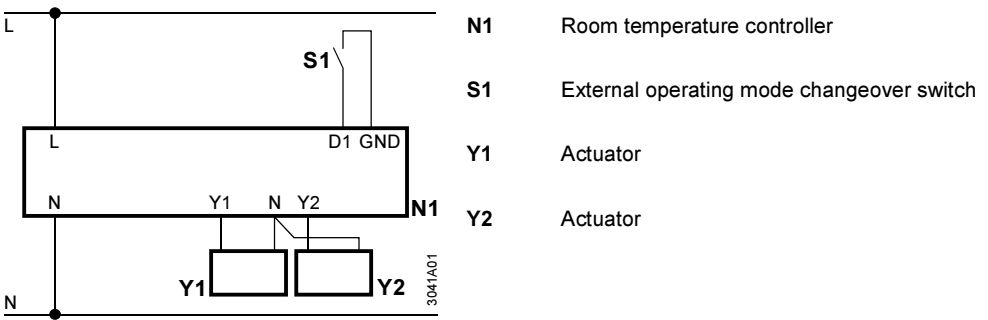 L
S1
L D1 GND
N Y1 N Y2
N1
Y1 Y2
3041A01
N
N1 Room temperature controller
S1 External operating mode changeover switch
Y1 Actuator
Y2 Actuator